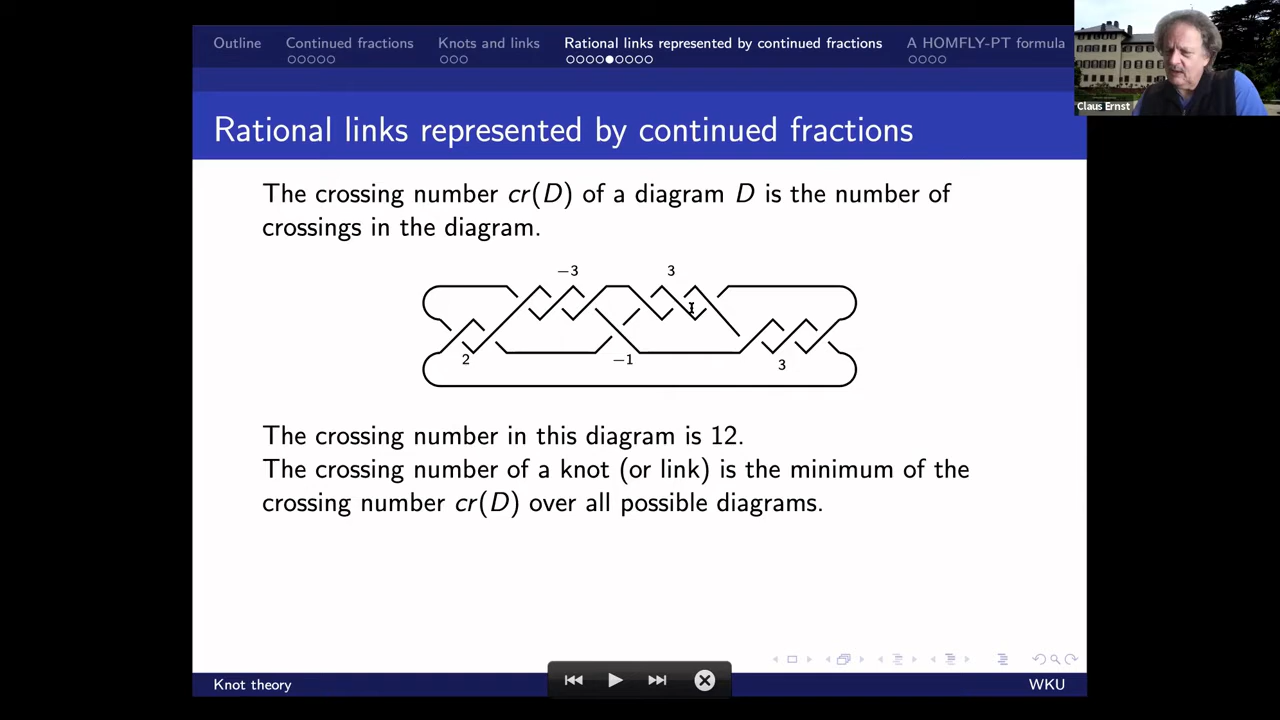 Outline Continued fractions Knots and links Rational links represented by continued fractions A HOMFLY-PT formula
Claus Ernst
Rational links represented by continued fractions
The crossing number cr(D) of a diagram D is the number of
crossings in the diagram.
−3 3
2 −1 3
The crossing number in this diagram is 12.
The crossing number of a knot (or link) is the minimum of the
crossing number cr(D) over all possible diagrams.
Knot theory WKU